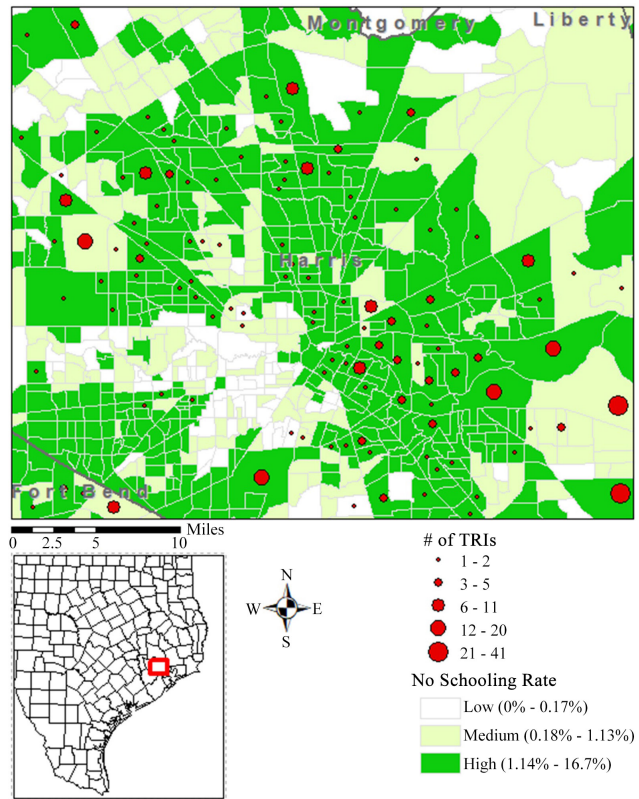 Montgomery
Liberty
Harris
Fort Bend
Miles
0 2.5 5 10
N
W E
S
# of TRIs
1 - 2
3 - 5
6 - 11
12 - 20
21 - 41
No Schooling Rate
Low (0% - 0.17%)
Medium (0.18% - 1.13%)
High (1.14% - 16.7%)